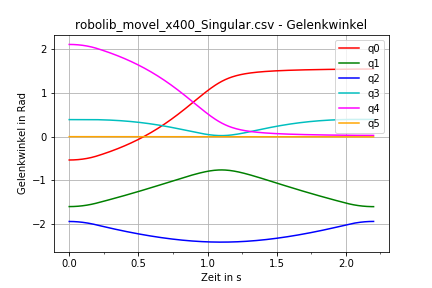 robolib_movel_x400_Singular.csv - Gelenkwinkel
Gelenkwinkel in Rad
2
1
0
−1
−2
q0
q1
q2
q3
q4
q5
0.0 0.5 1.0 1.5 2.0
Zeit in s